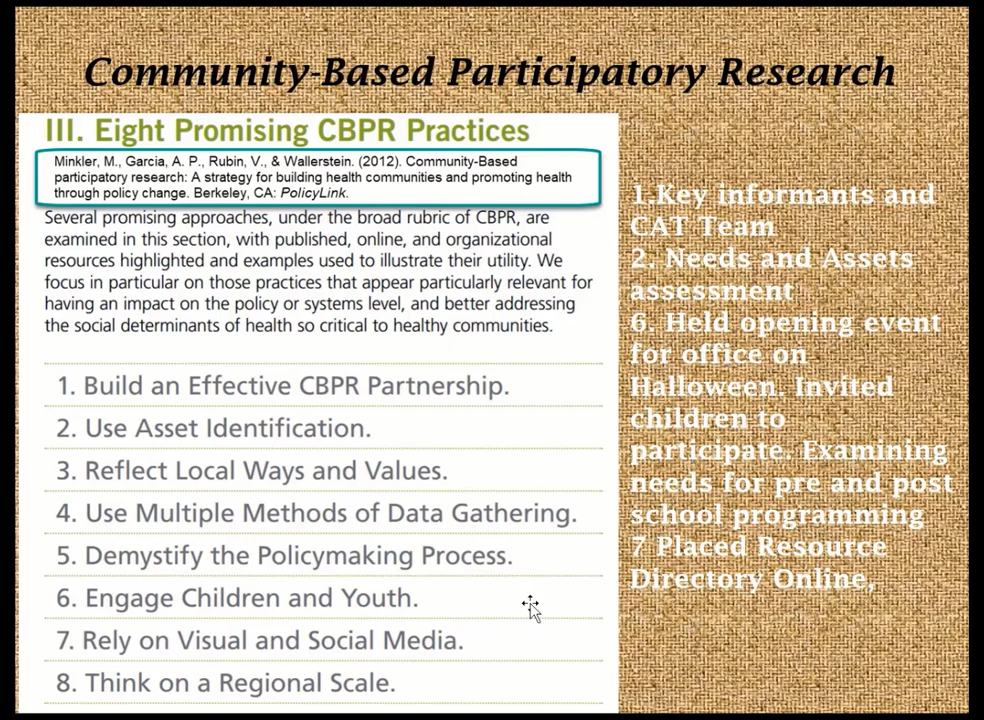 Community-Based Participatory Research
III. Eight Promising CBPR Practices
Minkler, M., Garcia, A. P., Rubin, V., & Wallerstein. (2012). Community-Based
participatory research: A strategy for building health communities and promoting health
through policy change. Berkeley, CA: PolicyLink.
Several promising approaches, under the broad rubric of CBPR, are
examined in this section, with published, online, and organizational
resources highlighted and examples used to illustrate their utility. We
focus in particular on those practices that appear particularly relevant for
having an impact on the policy or systems level, and better addressing
the social determinants of health so critical to healthy communities.
1. Build an Effective CBPR Partnership.
2. Use Asset Identification.
3. Reflect Local Ways and Values.
4. Use Multiple Methods of Data Gathering.
5. Demystify the Policymaking Process.
6. Engage Children and Youth.
7. Rely on Visual and Social Media.
8. Think on a Regional Scale.
1.Key informants and
CAT Team
2. Needs and Assets
assessment
6. Held opening event
for office on
Halloween. Invited
children to
participate. Examining
needs for pre and post
school programming
7 Placed Resource
Directory Online,